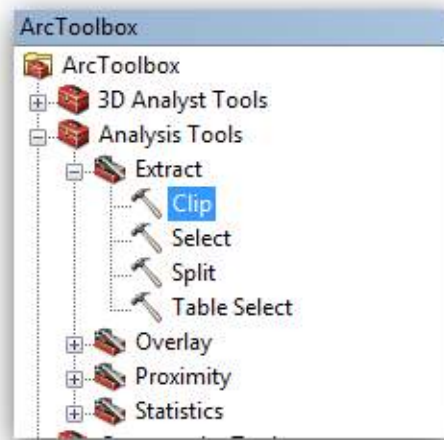 ArcToolbox
ArcToolbox
3D Analyst Tools
Analysis Tools
Extract
Clip
Select
Split
Table Select
Overlay
Proximity
Statistics